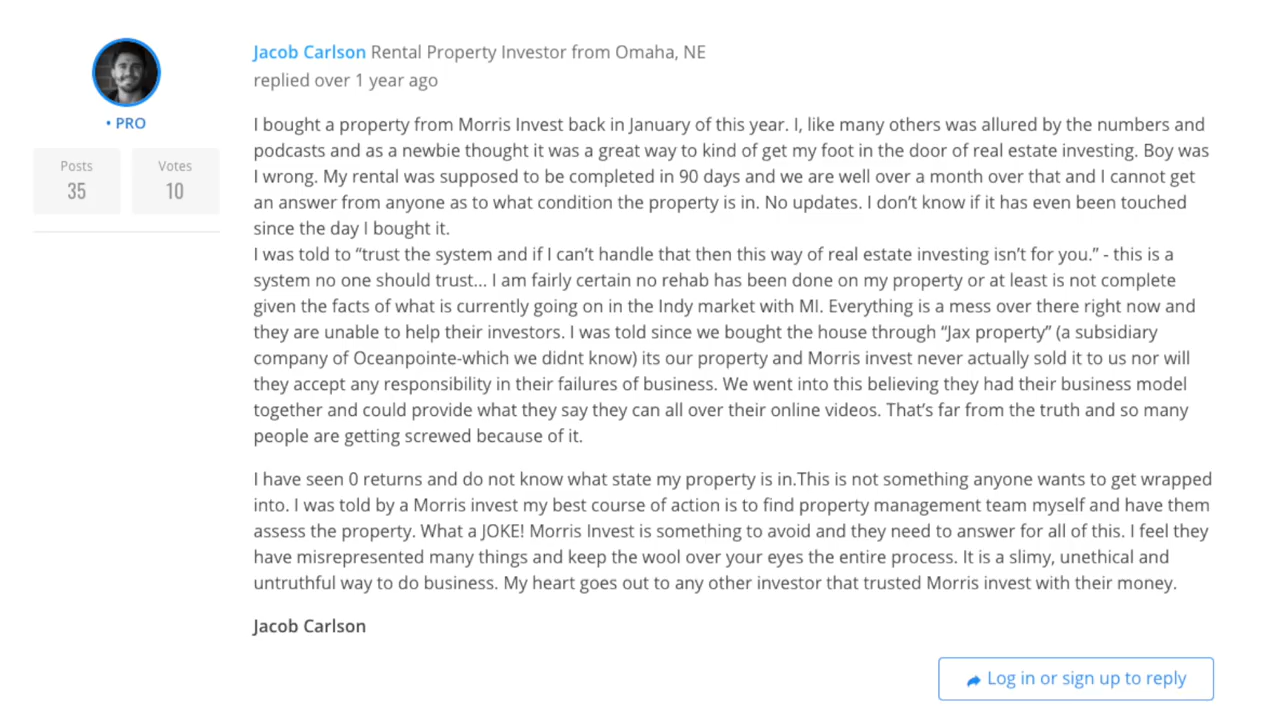 Jacob Carlson Rental Property Investor from Omaha, NE
replied over 1 year ago
• PRO
Posts
35
Votes
10
I bought a property from Morris Invest back in January of this year. I, like many others was allured by the numbers and
podcasts and as a newbie thought it was a great way to kind of get my foot in the door of real estate investing. Boy was
I wrong. My rental was supposed to be completed in 90 days and we are well over a month over that and I cannot get
an answer from anyone as to what condition the property is in. No updates. I don’t know if it has even been touched
since the day I bought it.
I was told to “trust the system and if I can’t handle that then this way of real estate investing isn’t for you.” - this is a
system no one should trust... I am fairly certain no rehab has been done on my property or at least is not complete
given the facts of what is currently going on in the Indy market with MI. Everything is a mess over there right now and
they are unable to help their investors. I was told since we bought the house through “Jax property” (a subsidiary
company of Oceanpointe-which we didnt know) its our property and Morris invest never actually sold it to us nor will
they accept any responsibility in their failures of business. We went into this believing they had their business model
together and could provide what they say they can all over their online videos. That’s far from the truth and so many
people are getting screwed because of it.
I have seen 0 returns and do not know what state my property is in.This is not something anyone wants to get wrapped
into. I was told by a Morris invest my best course of action is to find property management team myself and have them
assess the property. What a JOKE! Morris Invest is something to avoid and they need to answer for all of this. I feel they
have misrepresented many things and keep the wool over your eyes the entire process. It is a slimy, unethical and
untruthful way to do business. My heart goes out to any other investor that trusted Morris invest with their money.
Jacob Carlson
Log in or sign up to reply